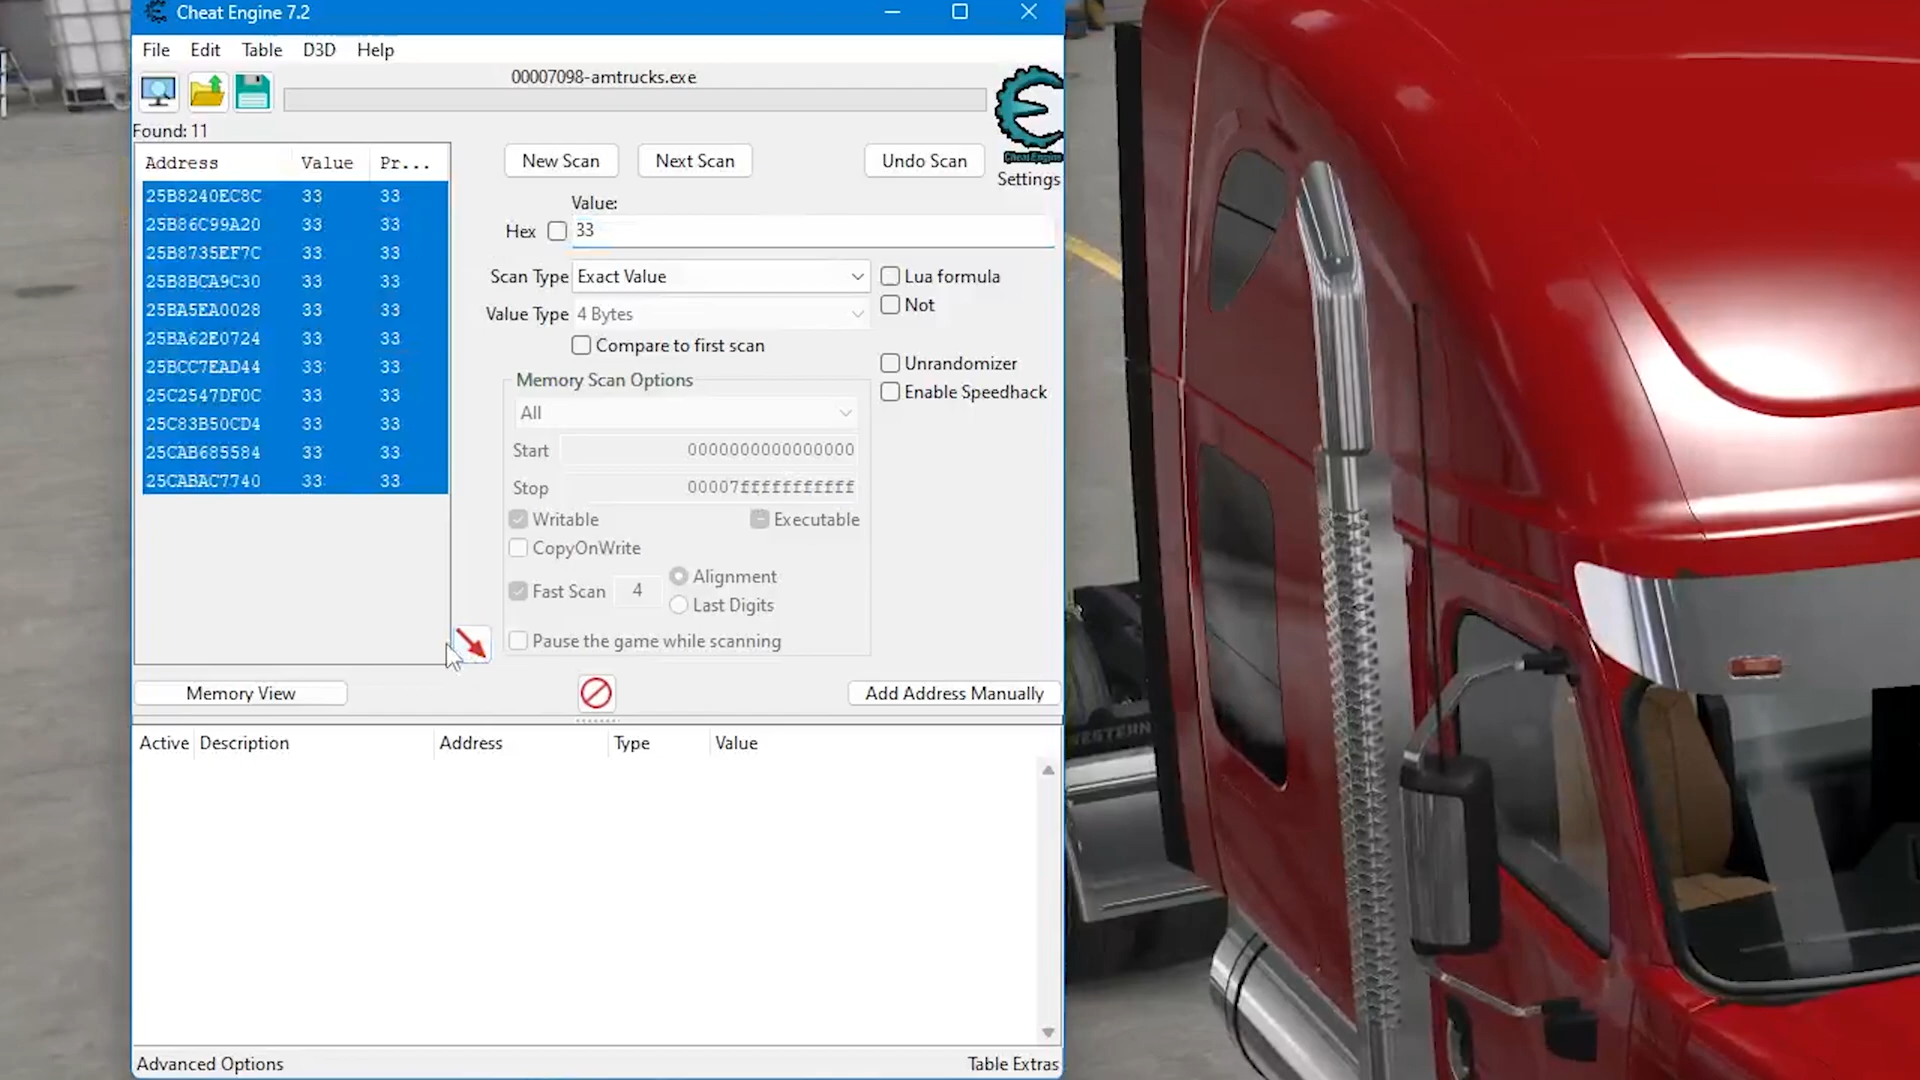 Cheat Engine 7.2
File Edit Table D3D Help
00007098-amtrucks.exe
Found: 11
Cheat Engine
Settings
Address Value Pr...
25B8240EC8C 33 33
25B86C99A20 33 33
25B8735EF7C 33 33
25B8BCA9C30 33 33
25BA5EA0028 33 33
25BA62E0724 33 33
25BCC7EAD44 33 33
25C2547DF0C 33 33
25C83B50CD4 33 33
25CAB685584 33 33
25CABAC7740 33 33
New Scan Next Scan Undo Scan
Value:
Hex 33
Scan Type Exact Value
Lua formula
Not
Value Type 4 Bytes
Compare to first scan
Unrandomizer
Enable Speedhack
Memory Scan Options
All
Start 0000000000000000
Stop 00007fffffffffff
Writable Executable
CopyOnWrite
Fast Scan 4 Alignment
Last Digits
Pause the game while scanning
Memory View Add Address Manually
Active Description Address Type Value
Advanced Options Table Extras
WESTERN